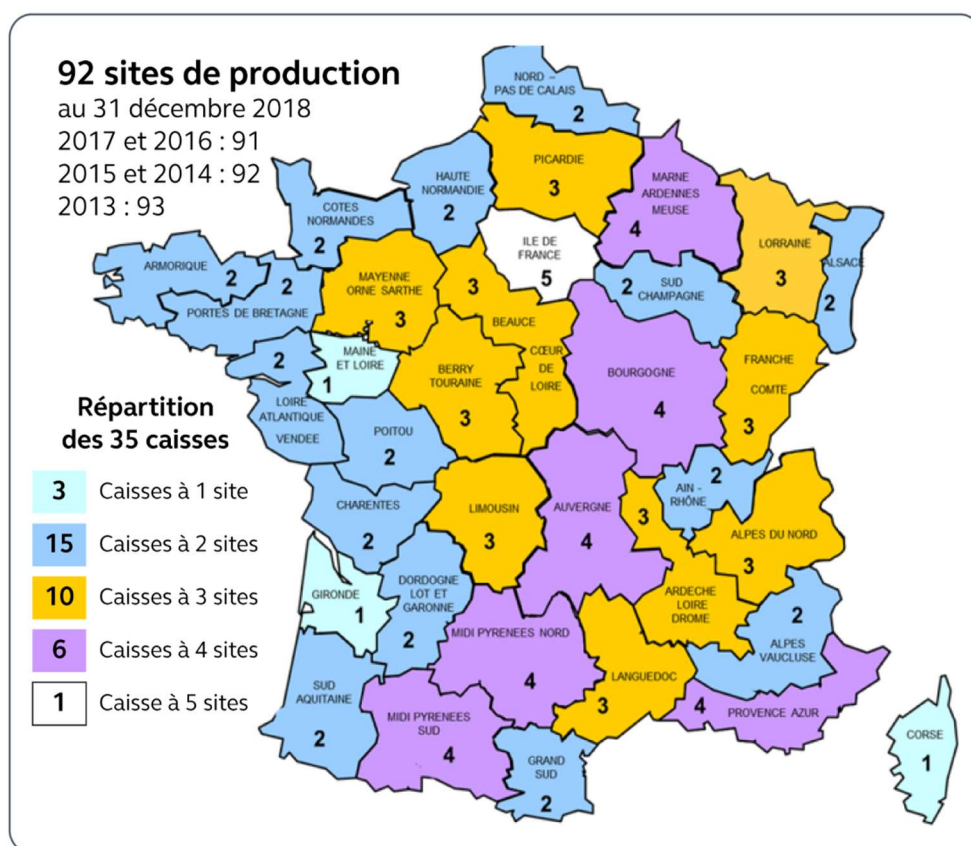 92 sites de production
au 31 décembre 2018
2017 et 2016 : 91
2015 et 2014 : 92
2013 : 93
NORD –
PAS DE CALAIS
2
PICARDIE
3
HAUTE
NORMANDIE
2
COTES
NORMANDES
2
MARNE
ARDENNES
MEUSE
4
LORRAINE
3
ALSACE
2
ILE DE
FRANCE
5
ARMORIQUE
2
2
PORTES DE BRETAGNE
MAYENNE
ORNE SARTHE
3
3
BEAUCE
CŒUR
DE
LOIRE
2
SUD
CHAMPAGNE
2
LOIRE
ATLANTIQUE
VENDEE
MAINE
ET LOIRE
1
BERRY
TOURAINE
3
BOURGOGNE
4
FRANCHE
COMTE
3
POITOU
2
CHARENTES
2
LIMOUSIN
3
AUVERGNE
4
2
AIN -
RHÔNE
3
ARDECHE
LOIRE
DROME
ALPES DU NORD
3
GIRONDE
1
DORDOGNE
LOT ET
GARONNE
2
MIDI PYRENEES NORD
4
LANGUEDOC
3
2
ALPES
VAUCLUSE
4
PROVENCE AZUR
SUD
AQUITAINE
2
MIDI PYRENEES
SUD
4
GRAND
SUD
2
CORSE
1
Répartition
des 35 caisses
3 Caisses à 1 site
15 Caisses à 2 sites
10 Caisses à 3 sites
6 Caisses à 4 sites
1 Caisse à 5 sites